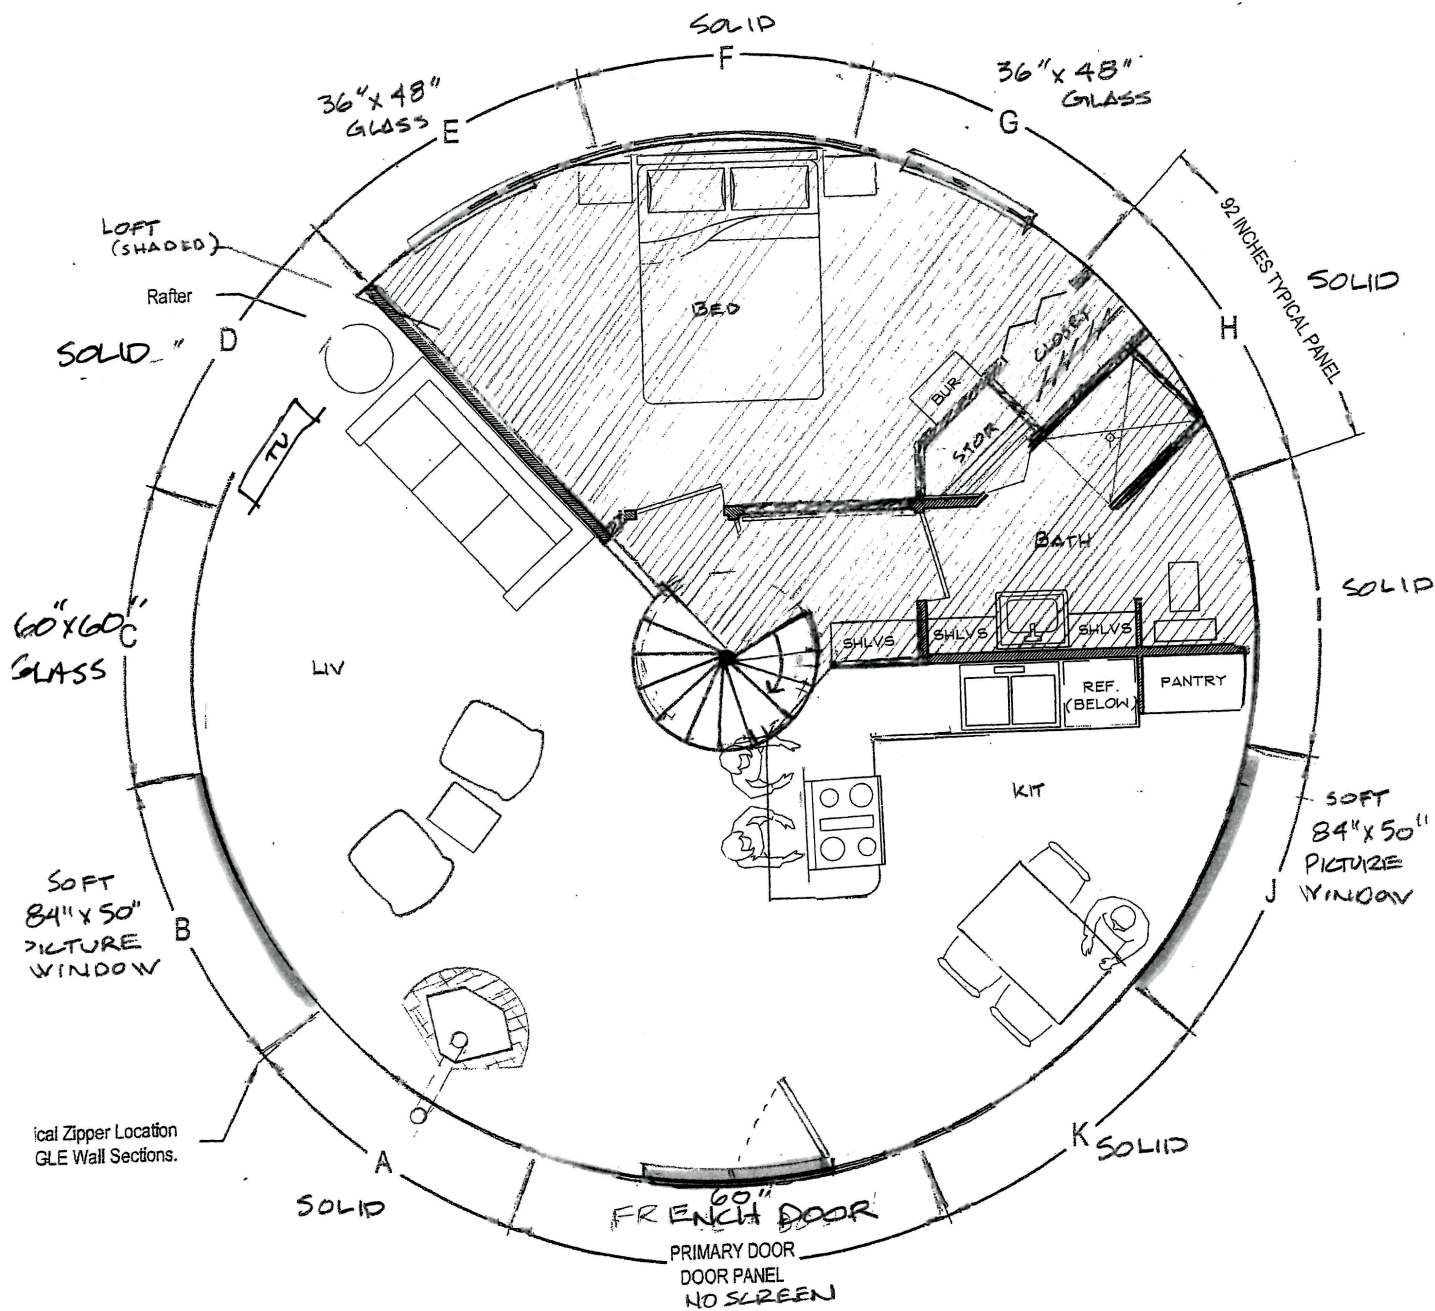 SOLID
F
36"x 48"
GLASS
E
36"x 48"
GLASS
G
92 INCHES TYPICAL PANEL
LOFT
(SHADED)
Rafter
SOLID
D
TV
BED
BUR
CLOSET
STOR
H
SOLID
BATH
SOLID
60"x60"
GLASS
C
LIV
SHLVS
SHLVS
SHLVS
REF.
(BELOW)
PANTRY
KIT
SOFT
84"x50"
PICTURE
WINDOW
J
SOFT
84"x50"
PICTURE
WINDOW
B
ical Zipper Location
GLE Wall Sections.
A
SOLID
K
SOLID
60"
FRENCH DOOR
PRIMARY DOOR
DOOR PANEL
NO SCREEN